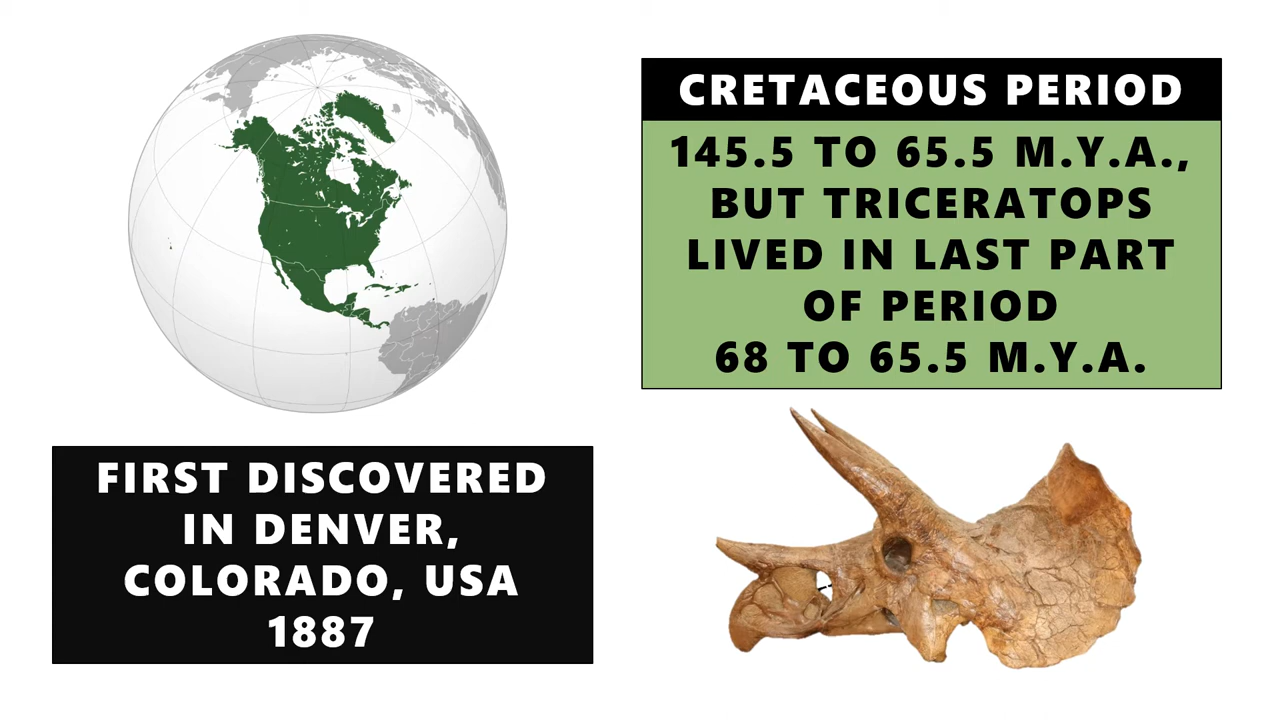 CRETACEOUS PERIOD
145.5 TO 65.5 M.Y.A.,
BUT TRICERATOPS
LIVED IN LAST PART
OF PERIOD
68 TO 65.5 M.Y.A.
FIRST DISCOVERED
IN DENVER,
COLORADO, USA
1887